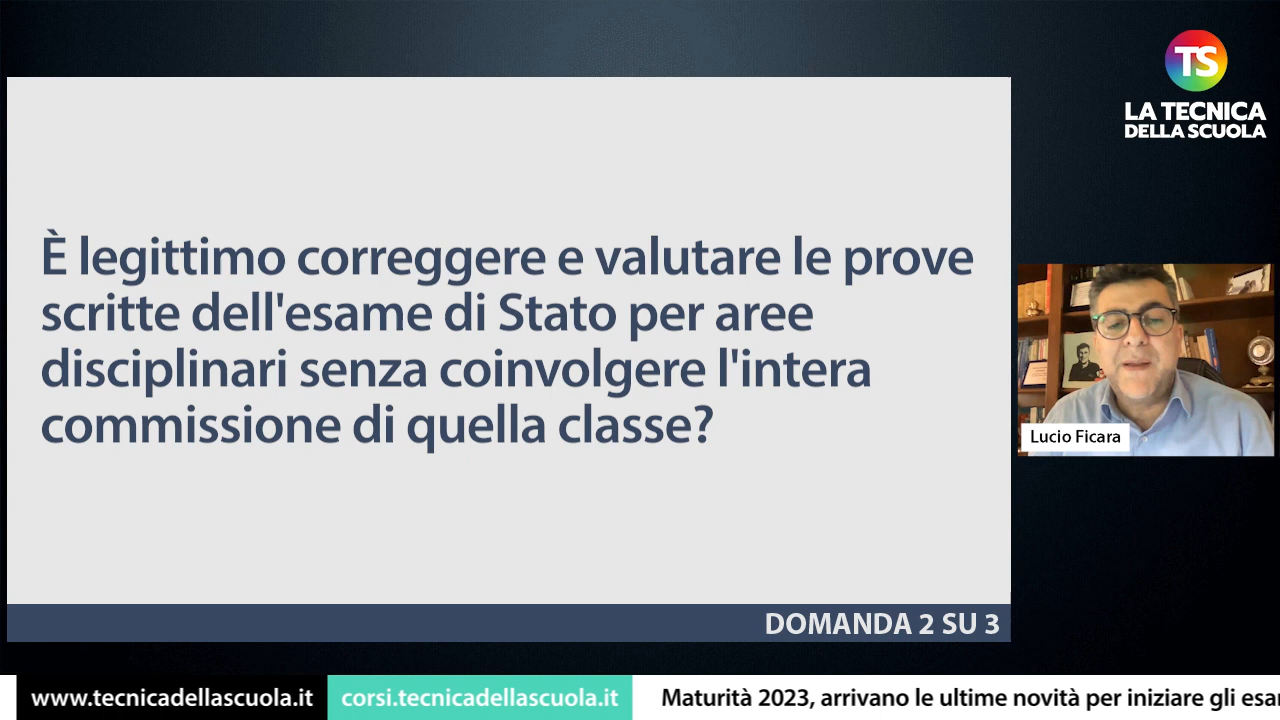 TS
LA TECNICA
DELLA SCUOLA
È legittimo correggere e valutare le prove
scritte dell'esame di Stato per aree
disciplinari senza coinvolgere l'intera
commissione di quella classe?
Lucio Ficara
DOMANDA 2 SU 3
www.tecnicadellascuola.it corsi.tecnicadellascuola.it Maturità 2023, arrivano le ultime novità per iniziare gli esa